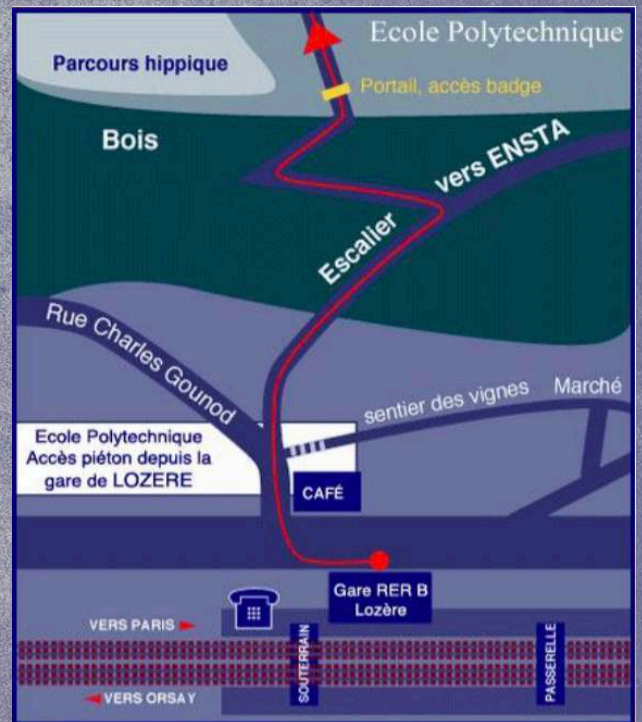 Ecole Polytechnique
Parcours hippique
Portail, accès badge
Bois
vers ENSTA
Escalier
Rue Charles Gounod
sentier des vignes
Marché
Ecole Polytechnique
Accès piéton depuis la
gare de LOZERE
CAFÉ
Gare RER B
Lozère
VERS PARIS
SOUTERRAIN
PASSERELLE
VERS ORSAY